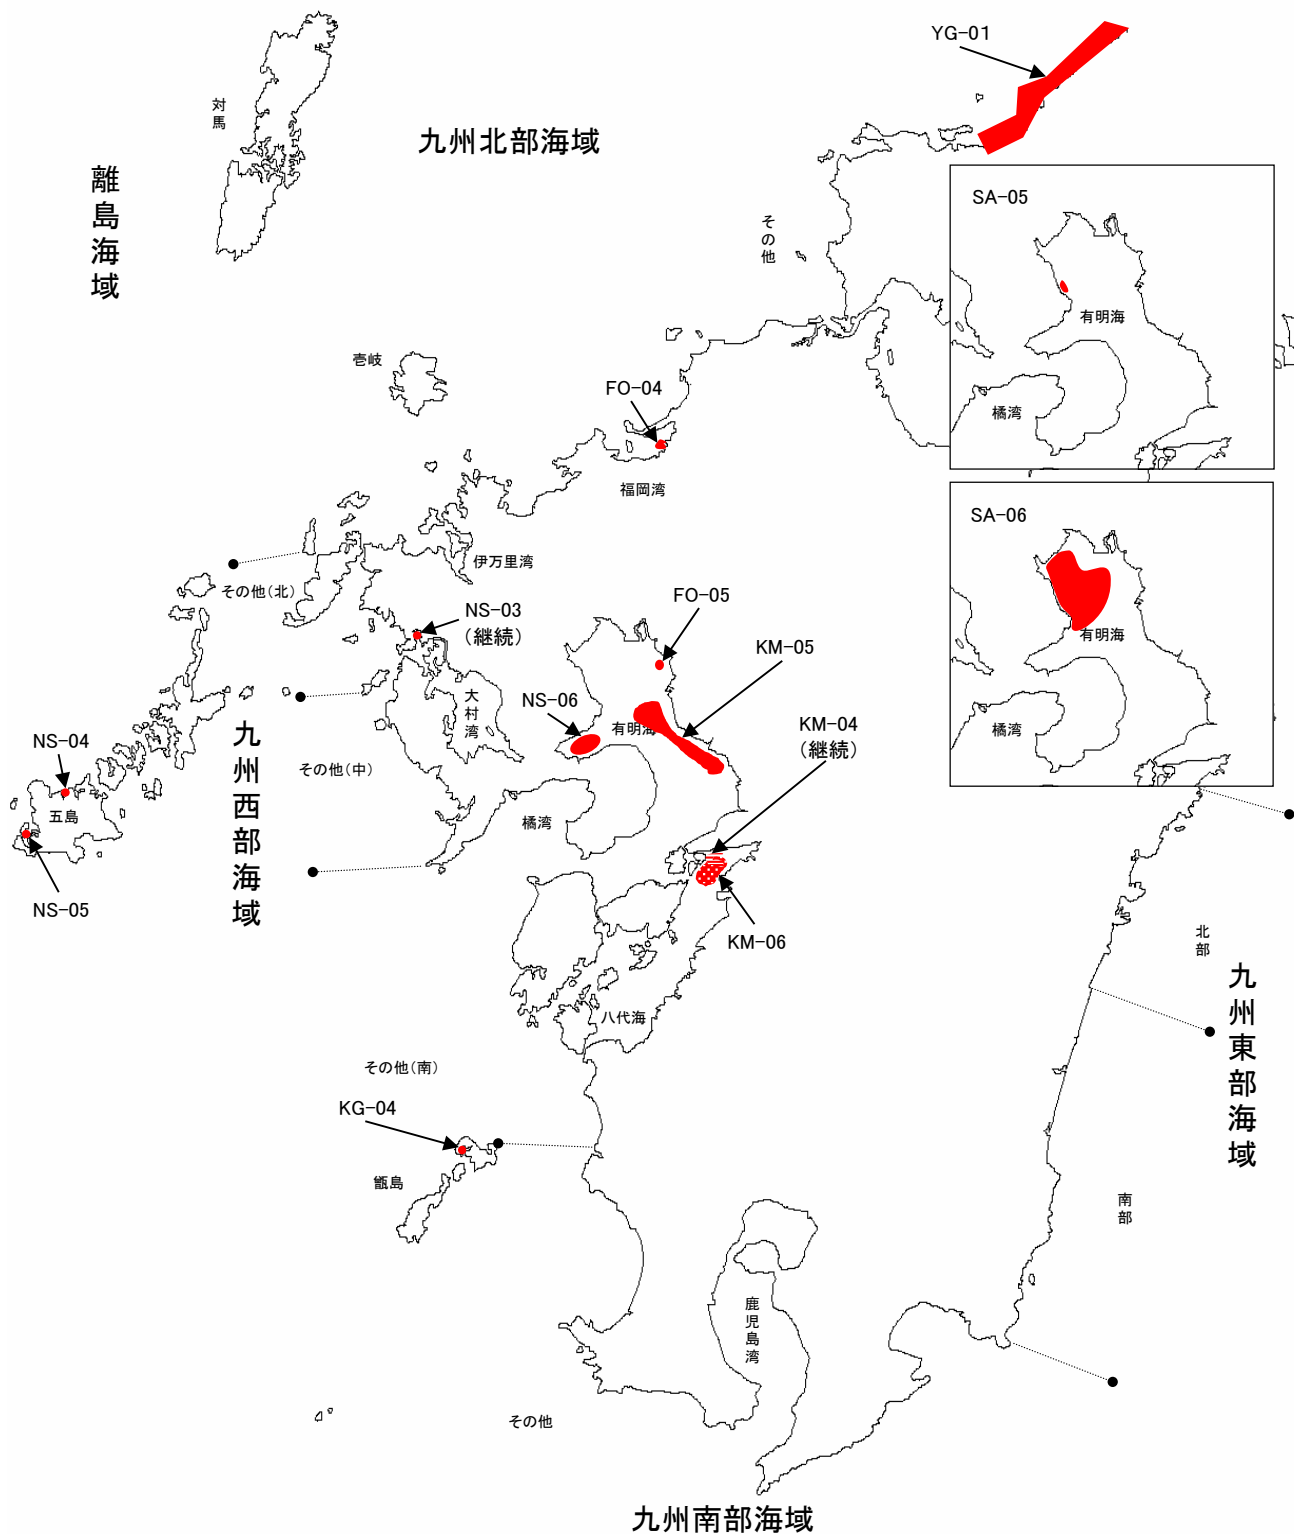 YG-01
対馬
九州北部海域
離島海域
SA-05
その他
有明海
壱岐
FO-04
橘湾
福岡湾
SA-06
伊万里湾
その他(北)
NS-03
(継続)
FO-05
有明海
KM-05
NS-06
大村湾
KM-04
(継続)
有明海
橘湾
九州西部海域
NS-04
その他(中)
五島
橘湾
NS-05
KM-06
北部
九州東部海域
八代海
その他(南)
KG-04
甑島
南部
鹿児島湾
その他
九州南部海域